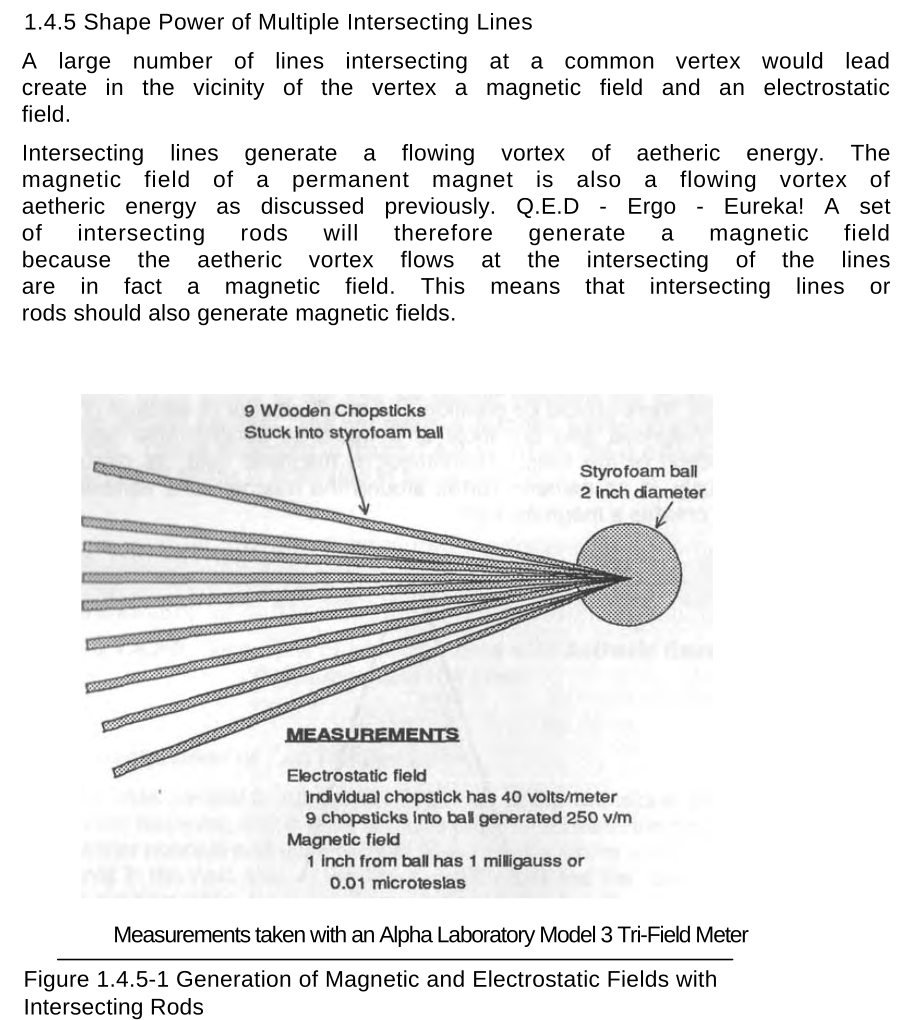 1.4.5 Shape Power of Multiple Intersecting Lines
A large number of lines intersecting at a common vertex would lead
create in the vicinity of the vertex a magnetic field and an electrostatic
field.
Intersecting lines generate a flowing vortex of aetheric energy. The
magnetic field of a permanent magnet is also a flowing vortex of
aetheric energy as discussed previously. Q.E.D - Ergo - Eureka! A set
of intersecting rods will therefore generate a magnetic field
because the aetheric vortex flows at the intersecting of the lines
are in fact a magnetic field. This means that intersecting lines or
rods should also generate magnetic fields.
9 Wooden Chopsticks
Stuck into styrofoam ball
Styrofoam ball
2 inch diameter
MEASUREMENTS
Electrostatic field
Individual chopstick has 40 volts/meter
9 chopsticks into ball generated 250 v/m
Magnetic field
1 inch from ball has 1 milligauss or
0.01 microteslas
Measurements taken with an Alpha Laboratory Model 3 Tri-Field Meter
Figure 1.4.5-1 Generation of Magnetic and Electrostatic Fields with
Intersecting Rods